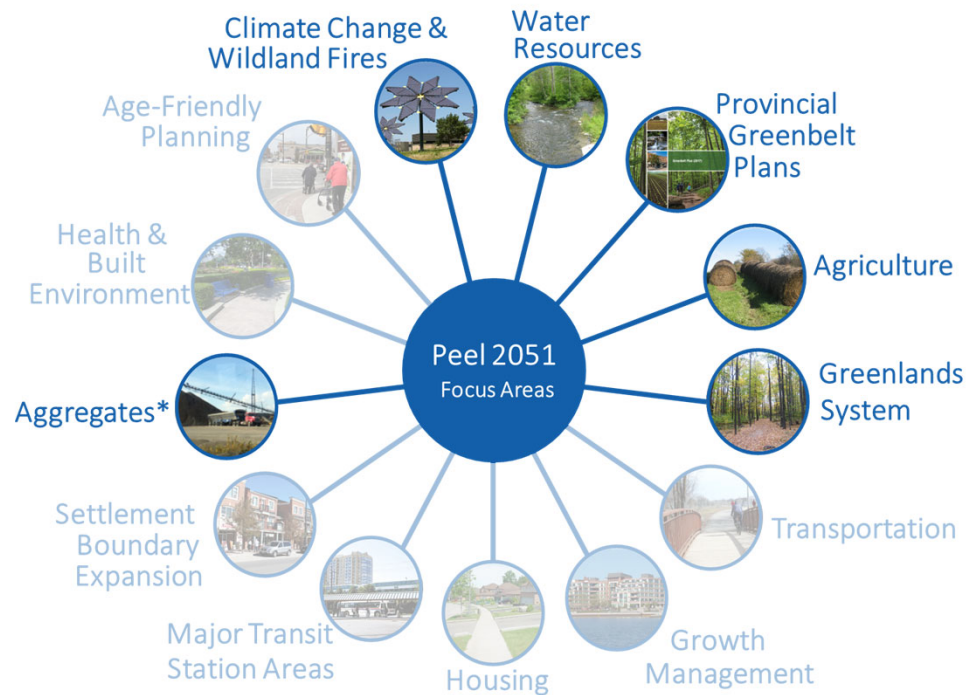 Climate Change &
Wildland Fires
Water
Resources
Provincial
Greenbelt
Plans
Agriculture
Greenlands
System
Transportation
Growth
Management
Housing
Major Transit
Station Areas
Settlement
Boundary
Expansion
Aggregates*
Health &
Built
Environment
Age-Friendly
Planning
Peel 2051
Focus Areas